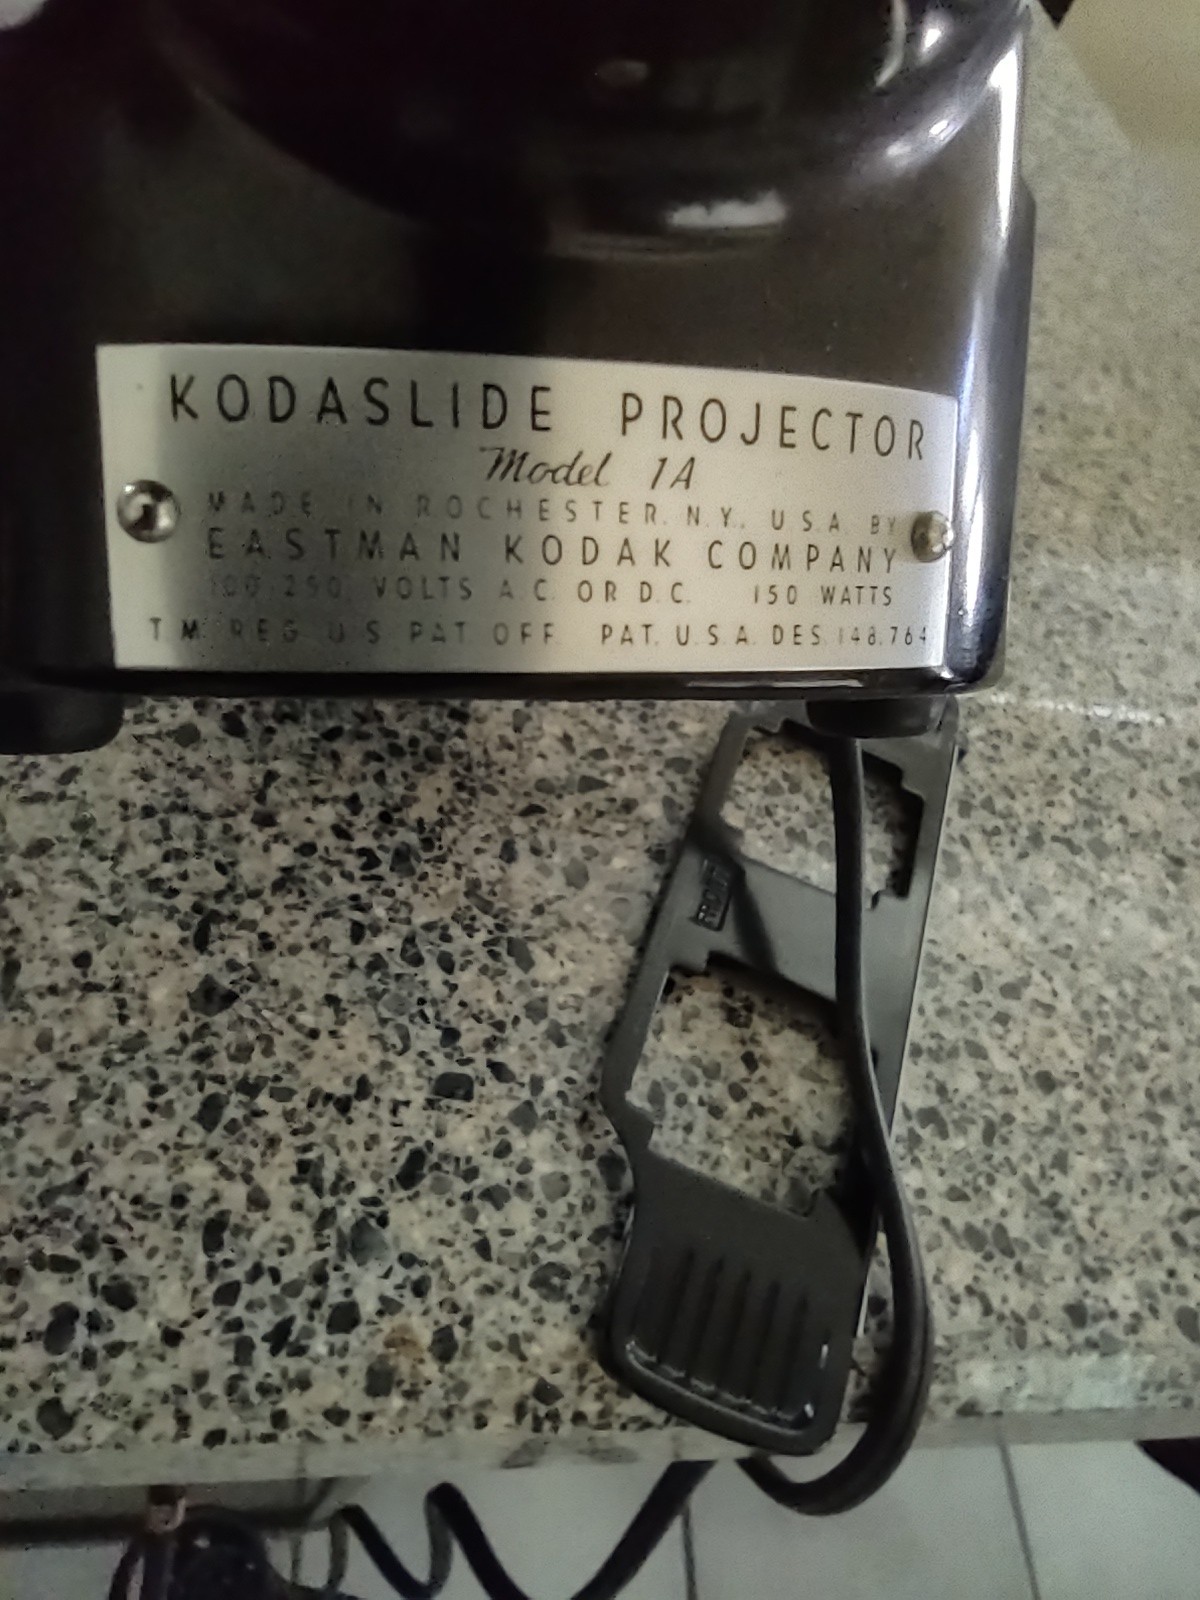 KODASLIDE PROJECTOR
Model 1A
MADE IN ROCHESTER, N.Y., U.S.A. BY
EASTMAN KODAK COMPANY
100-250 VOLTS A.C. OR D.C. 150 WATTS
T.M. REG. U.S. PAT. OFF. PAT. U.S.A. DES. 148,764